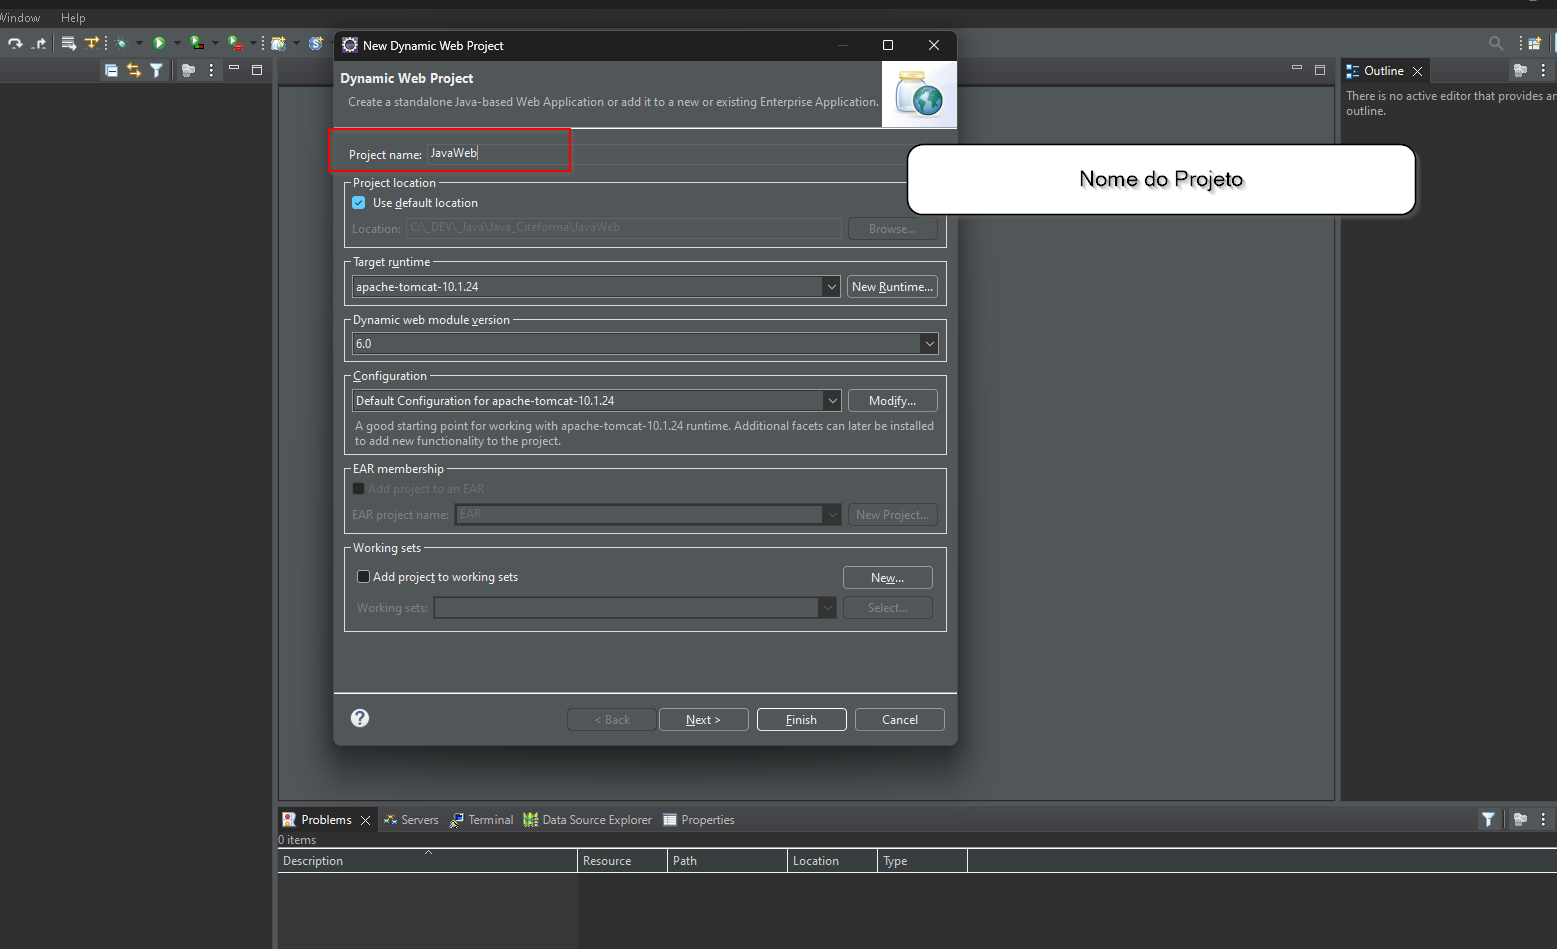 Window Help
New Dynamic Web Project
Dynamic Web Project
Create a standalone Java-based Web Application or add it to a new or existing Enterprise Application.
Project name: JavaWeb
Nome do Projeto
Project location
Use default location
Location: C:\_DEV\_Java\Java_Citeforma\JavaWeb Browse...
Target runtime
apache-tomcat-10.1.24 New Runtime...
Dynamic web module version
6.0
Configuration
Default Configuration for apache-tomcat-10.1.24 Modify...
A good starting point for working with apache-tomcat-10.1.24 runtime. Additional facets can later be installed
to add new functionality to the project.
EAR membership
Add project to an EAR
EAR project name: EAR New Project...
Working sets
Add project to working sets New...
Working sets: Select...
< Back Next > Finish Cancel
Outline
There is no active editor that provides an
outline.
Problems Servers Terminal Data Source Explorer Properties
0 items
Description Resource Path Location Type